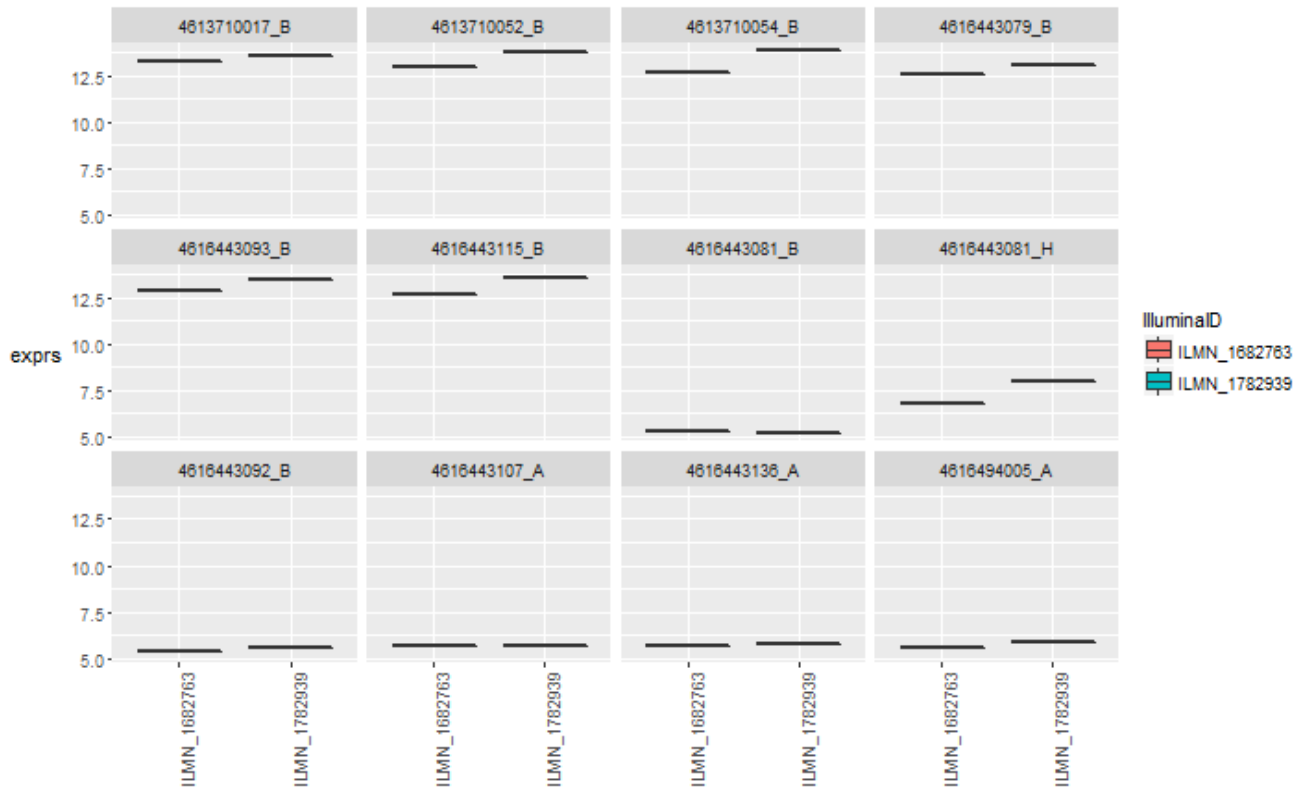 4613710017_B 4613710052_B 4613710054_B 4616443079_B
12.5
10.0
7.5
5.0
4616443093_B 4616443115_B 4616443081_B 4616443081_H
12.5
10.0
7.5
5.0
exprs
4616443092_B 4616443107_A 4616443136_A 4616494005_A
12.5
10.0
7.5
5.0
ILMN_1682763 ILMN_1782939 ILMN_1682763 ILMN_1782939 ILMN_1682763 ILMN_1782939 ILMN_1682763 ILMN_1782939
IlluminaID
ILMN_1682763
ILMN_1782939